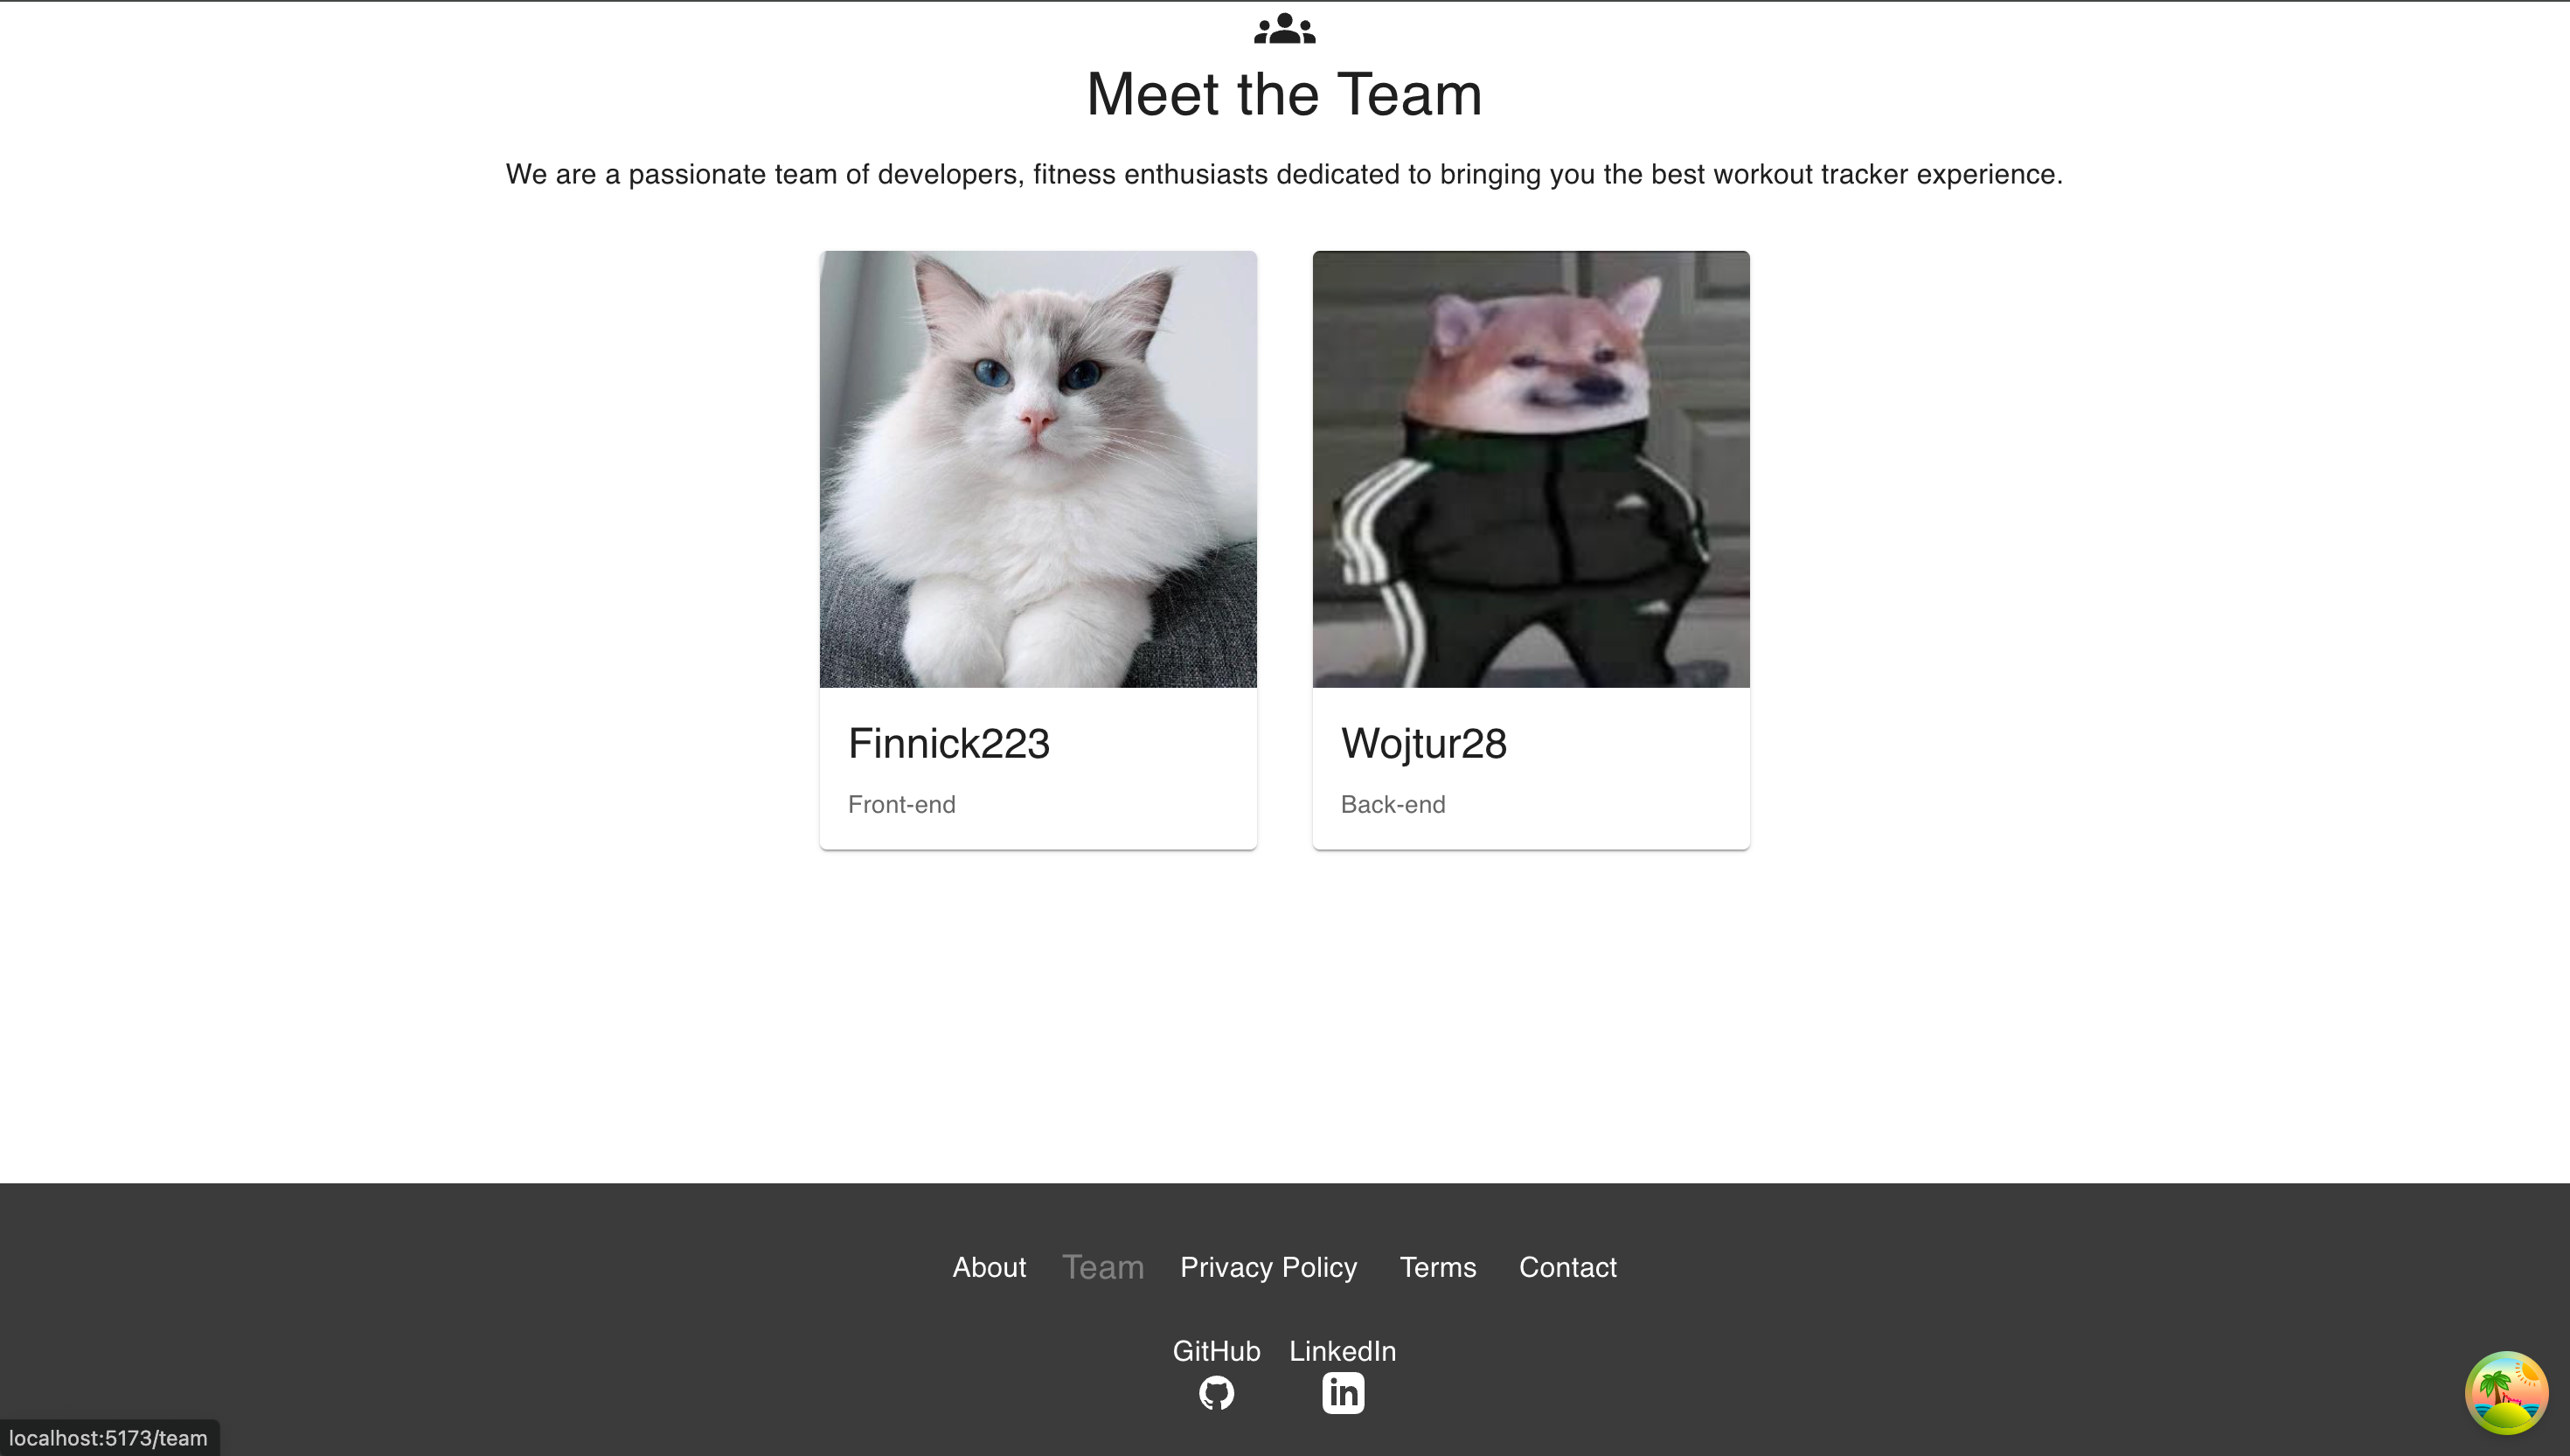 Meet the Team
We are a passionate team of developers, fitness enthusiasts dedicated to bringing you the best workout tracker experience.
Finnick223
Front-end
Wojtur28
Back-end
About Team Privacy Policy Terms Contact
GitHub LinkedIn
in
localhost:5173/team